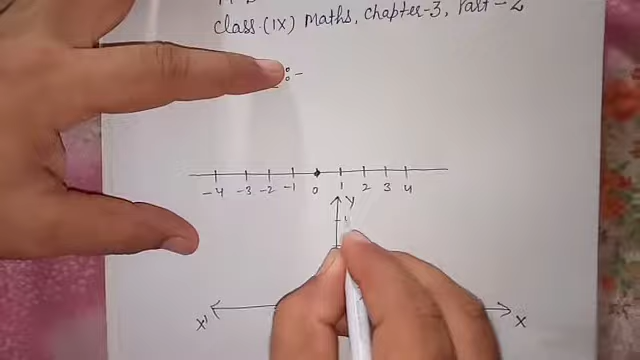 Class-(IX) Maths, Chapter-3, Part-2
:-
-4 -3 -2 -1 0 1 2 3 4
Y
X' X